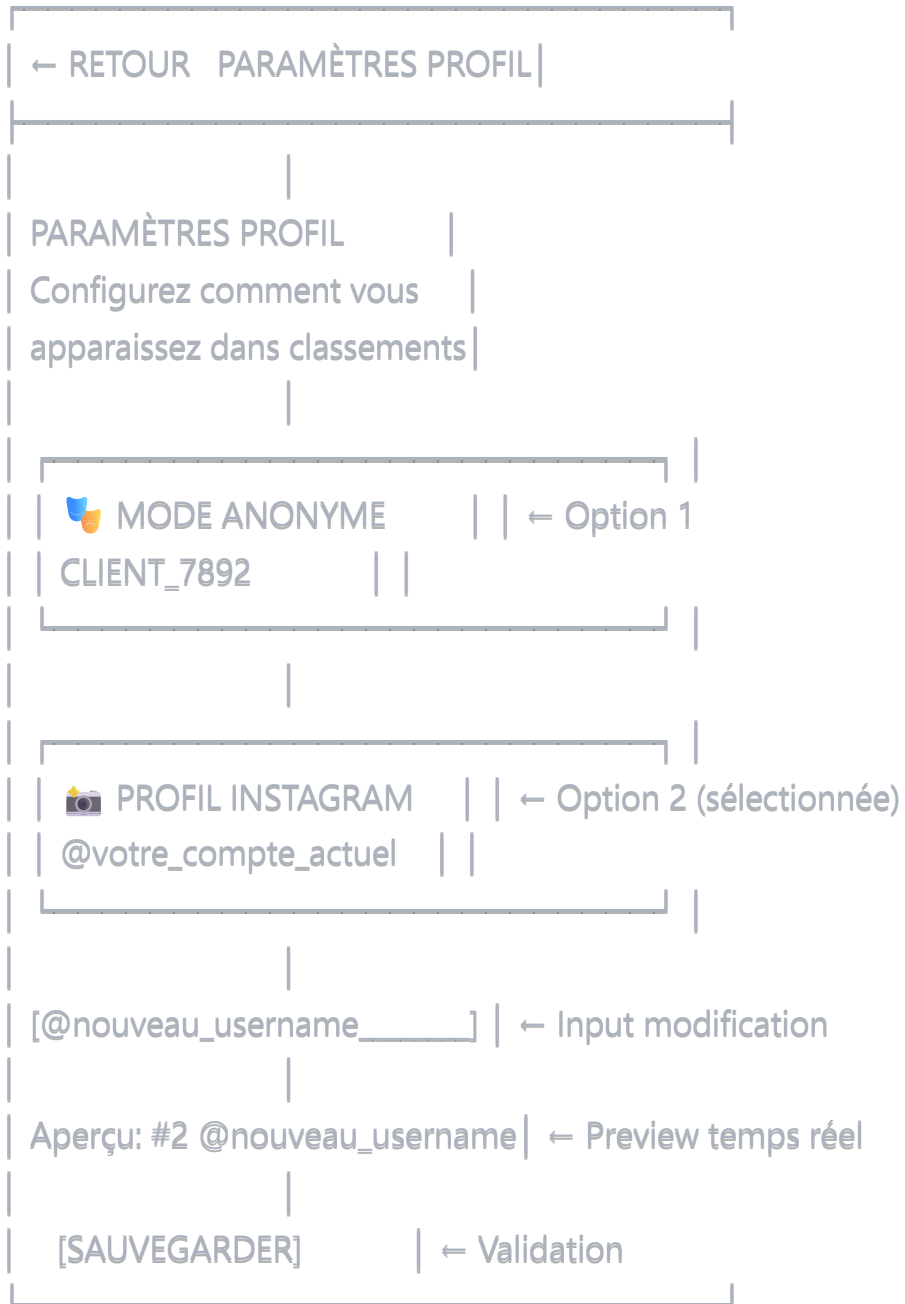 ← RETOUR PARAMÈTRES PROFIL
PARAMÈTRES PROFIL
Configurez comment vous
apparaissez dans classements
🎭 MODE ANONYME ← Option 1
CLIENT_7892
📸 PROFIL INSTAGRAM ← Option 2 (sélectionnée)
@votre_compte_actuel
[@nouveau_username_______] ← Input modification
Aperçu: #2 @nouveau_username ← Preview temps réel
[SAUVEGARDER] ← Validation